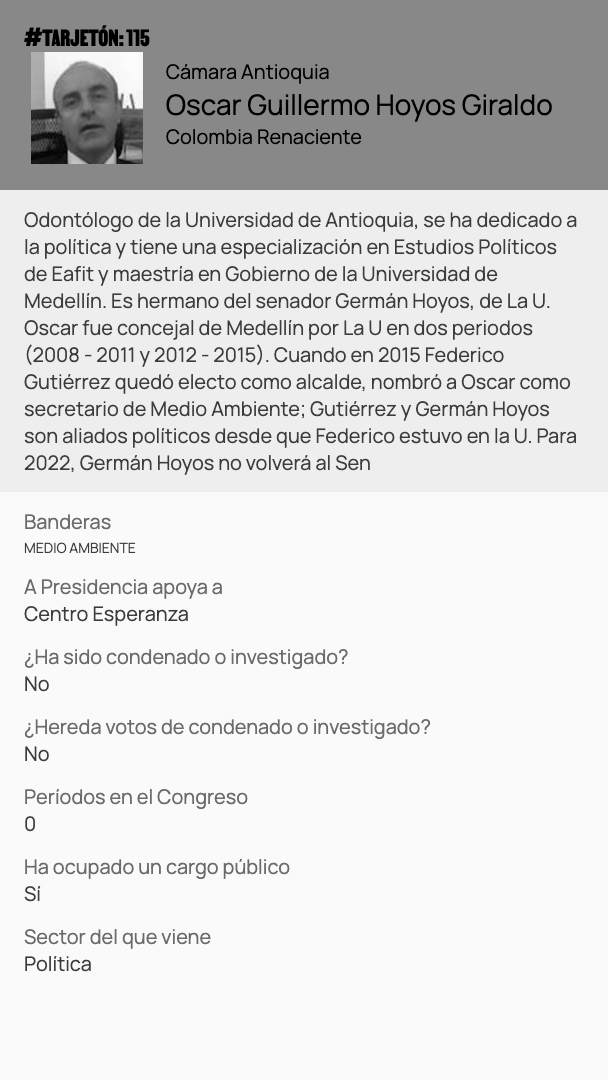 #TARJETÓN: 115
Cámara Antioquia
Oscar Guillermo Hoyos Giraldo
Colombia Renaciente
Odontólogo de la Universidad de Antioquia, se ha dedicado a
la política y tiene una especialización en Estudios Políticos
de Eafit y maestría en Gobierno de la Universidad de
Medellín. Es hermano del senador Germán Hoyos, de La U.
Oscar fue concejal de Medellín por La U en dos periodos
(2008 - 2011 y 2012 - 2015). Cuando en 2015 Federico
Gutiérrez quedó electo como alcalde, nombró a Oscar como
secretario de Medio Ambiente; Gutiérrez y Germán Hoyos
son aliados políticos desde que Federico estuvo en la U. Para
2022, Germán Hoyos no volverá al Sen
Banderas
MEDIO AMBIENTE
A Presidencia apoya a
Centro Esperanza
¿Ha sido condenado o investigado?
No
¿Hereda votos de condenado o investigado?
No
Períodos en el Congreso
0
Ha ocupado un cargo público
Sí
Sector del que viene
Política